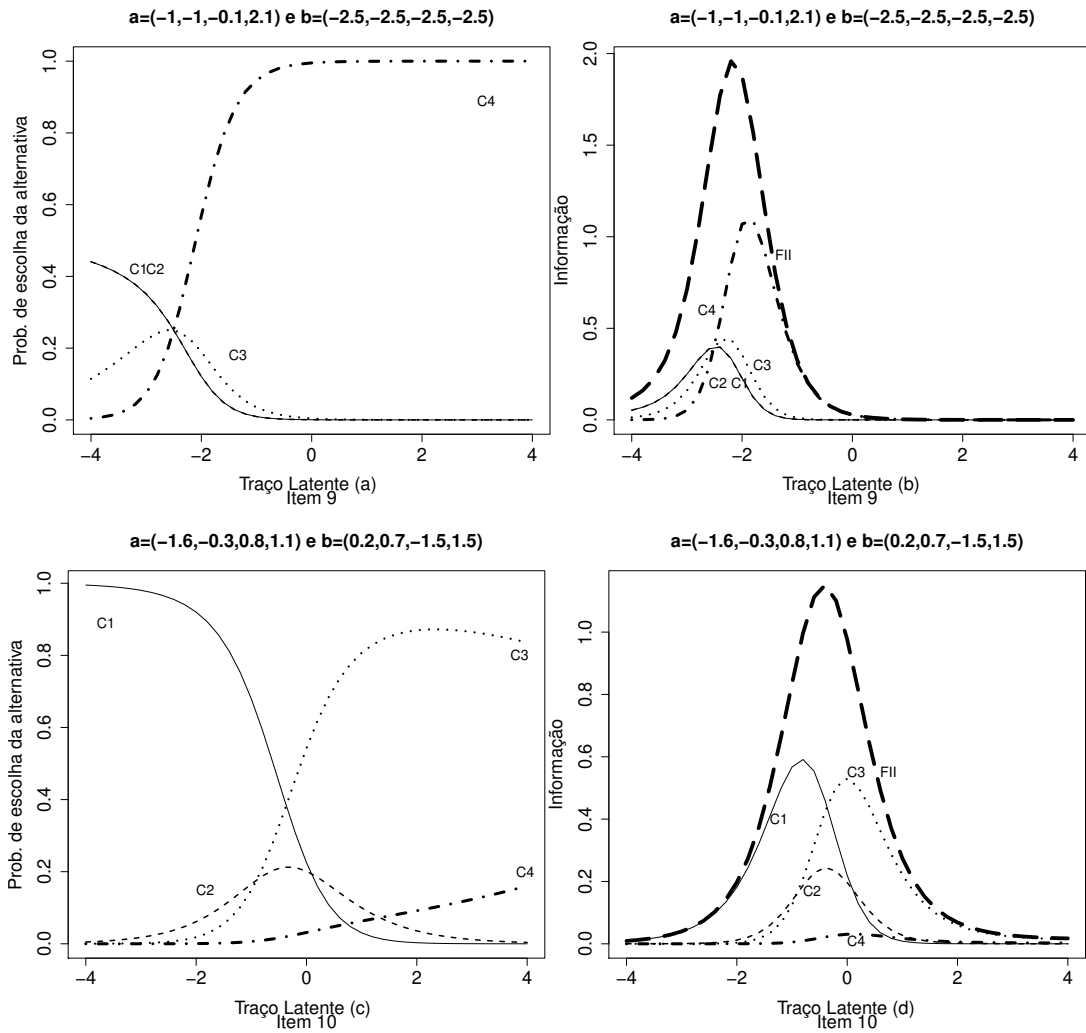 a=(−1,−1,−0.1,2.1) e b=(−2.5,−2.5,−2.5,−2.5)
Prob. de escolha da alternativa
0.0 0.2 0.4 0.6 0.8 1.0
C1C2
C3
C4
−4 −2 0 2 4
Traço Latente (a)
Item 9
a=(−1,−1,−0.1,2.1) e b=(−2.5,−2.5,−2.5,−2.5)
Informação
0.0 0.5 1.0 1.5 2.0
FII
C4
C3
C2 C1
−4 −2 0 2 4
Traço Latente (b)
Item 9
a=(−1.6,−0.3,0.8,1.1) e b=(0.2,0.7,−1.5,1.5)
Prob. de escolha da alternativa
0.0 0.2 0.4 0.6 0.8 1.0
C1
C3
C2
C4
−4 −2 0 2 4
Traço Latente (c)
Item 10
a=(−1.6,−0.3,0.8,1.1) e b=(0.2,0.7,−1.5,1.5)
Informação
0.0 0.2 0.4 0.6 0.8 1.0
C3 FII
C1
C2
C4
−4 −2 0 2 4
Traço Latente (d)
Item 10